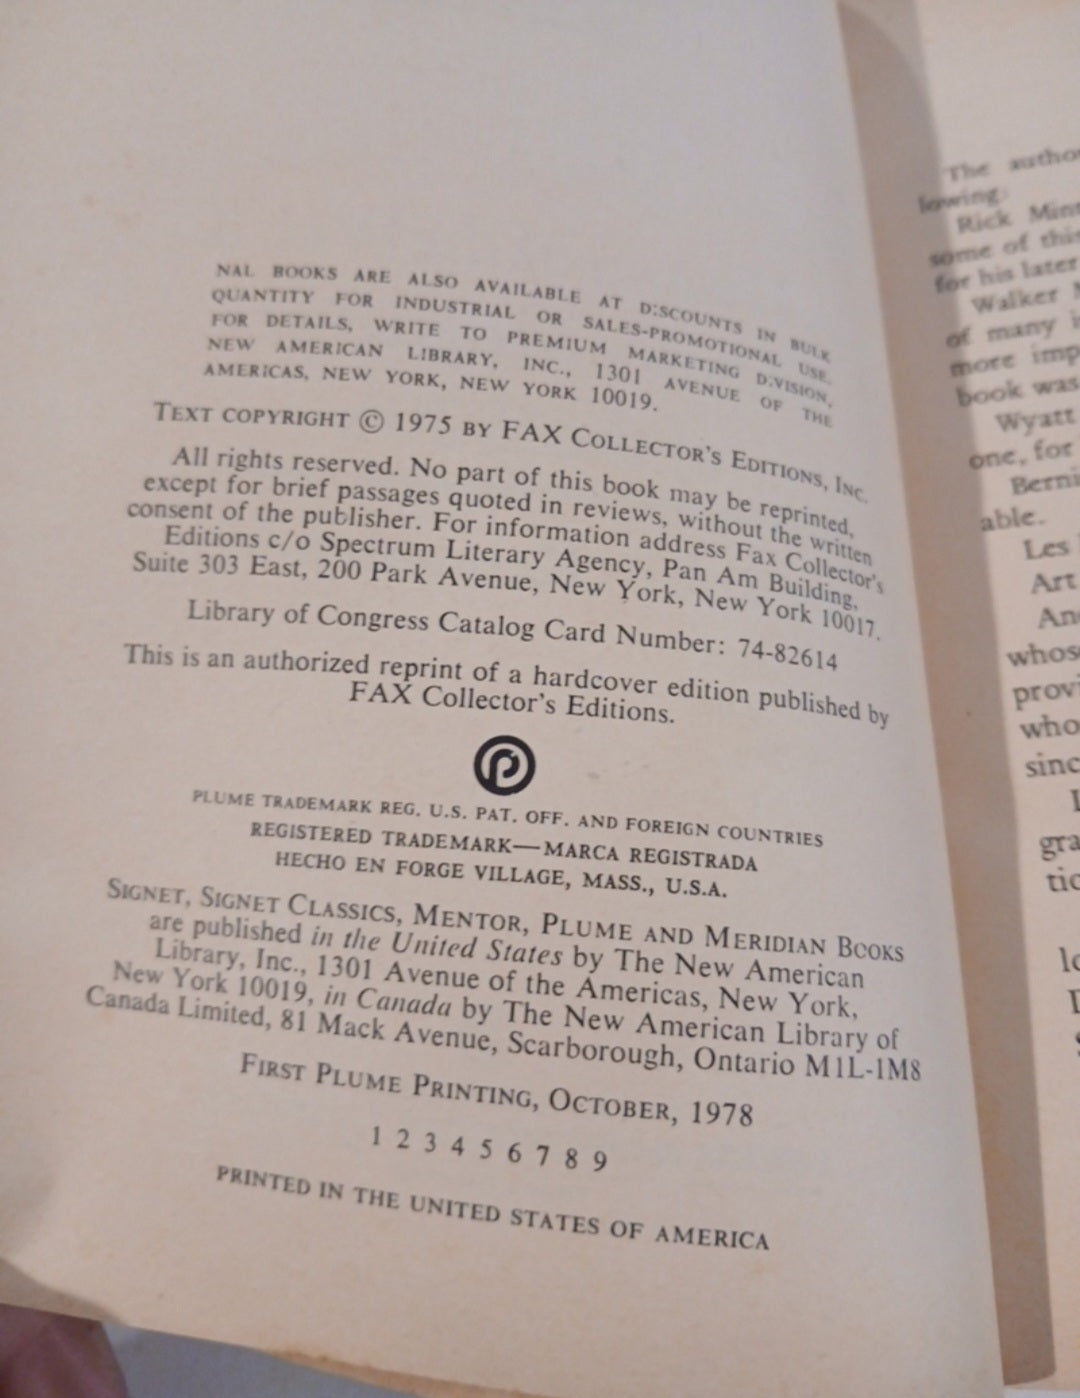 NAL BOOKS ARE ALSO AVAILABLE AT D:SCOUNTS IN BULK
QUANTITY FOR INDUSTRIAL OR SALES-PROMOTIONAL USE.
FOR DETAILS, WRITE TO PREMIUM MARKETING D.VISION,
NEW AMERICAN L!BRARY, INC., 1301 AVENUE OF THE
AMERICAS, NEW YORK, NEW YORK 10019.
TEXT COPYRIGHT © 1975 BY FAX COLLECTOR'S EDITIONS, INC.
All rights reserved. No part of this book may be reprinted,
except for brief passages quoted in reviews, without the written
consent of the publisher. For information address Fax Collector's
Editions c/o Spectrum Literary Agency, Pan Am Building,
Suite 303 East, 200 Park Avenue, New York, New York 10017.
Library of Congress Catalog Card Number: 74-82614
This is an authorized reprint of a hardcover edition published by
FAX Collector's Editions.
PLUME TRADEMARK REG. U.S. PAT. OFF. AND FOREIGN COUNTRIES
REGISTERED TRADEMARK—MARCA REGISTRADA
HECHO EN FORGE VILLAGE, MASS., U.S.A.
SIGNET, SIGNET CLASSICS, MENTOR, PLUME AND MERIDIAN BOOKS
are published in the United States by The New American
Library, Inc., 1301 Avenue of the Americas, New York,
New York 10019, in Canada by The New American Library of
Canada Limited, 81 Mack Avenue, Scarborough, Ontario M1L-1M8
FIRST PLUME PRINTING, OCTOBER, 1978
1 2 3 4 5 6 7 8 9
PRINTED IN THE UNITED STATES OF AMERICA
The autho
lowing:
Rick Min
some of this
for his later
Walker
of many i
more imp
book was
Wyatt
one, for
Berni
able.
Les
Art
An
whos
prov
who
sinc
L
gra
tic
lo